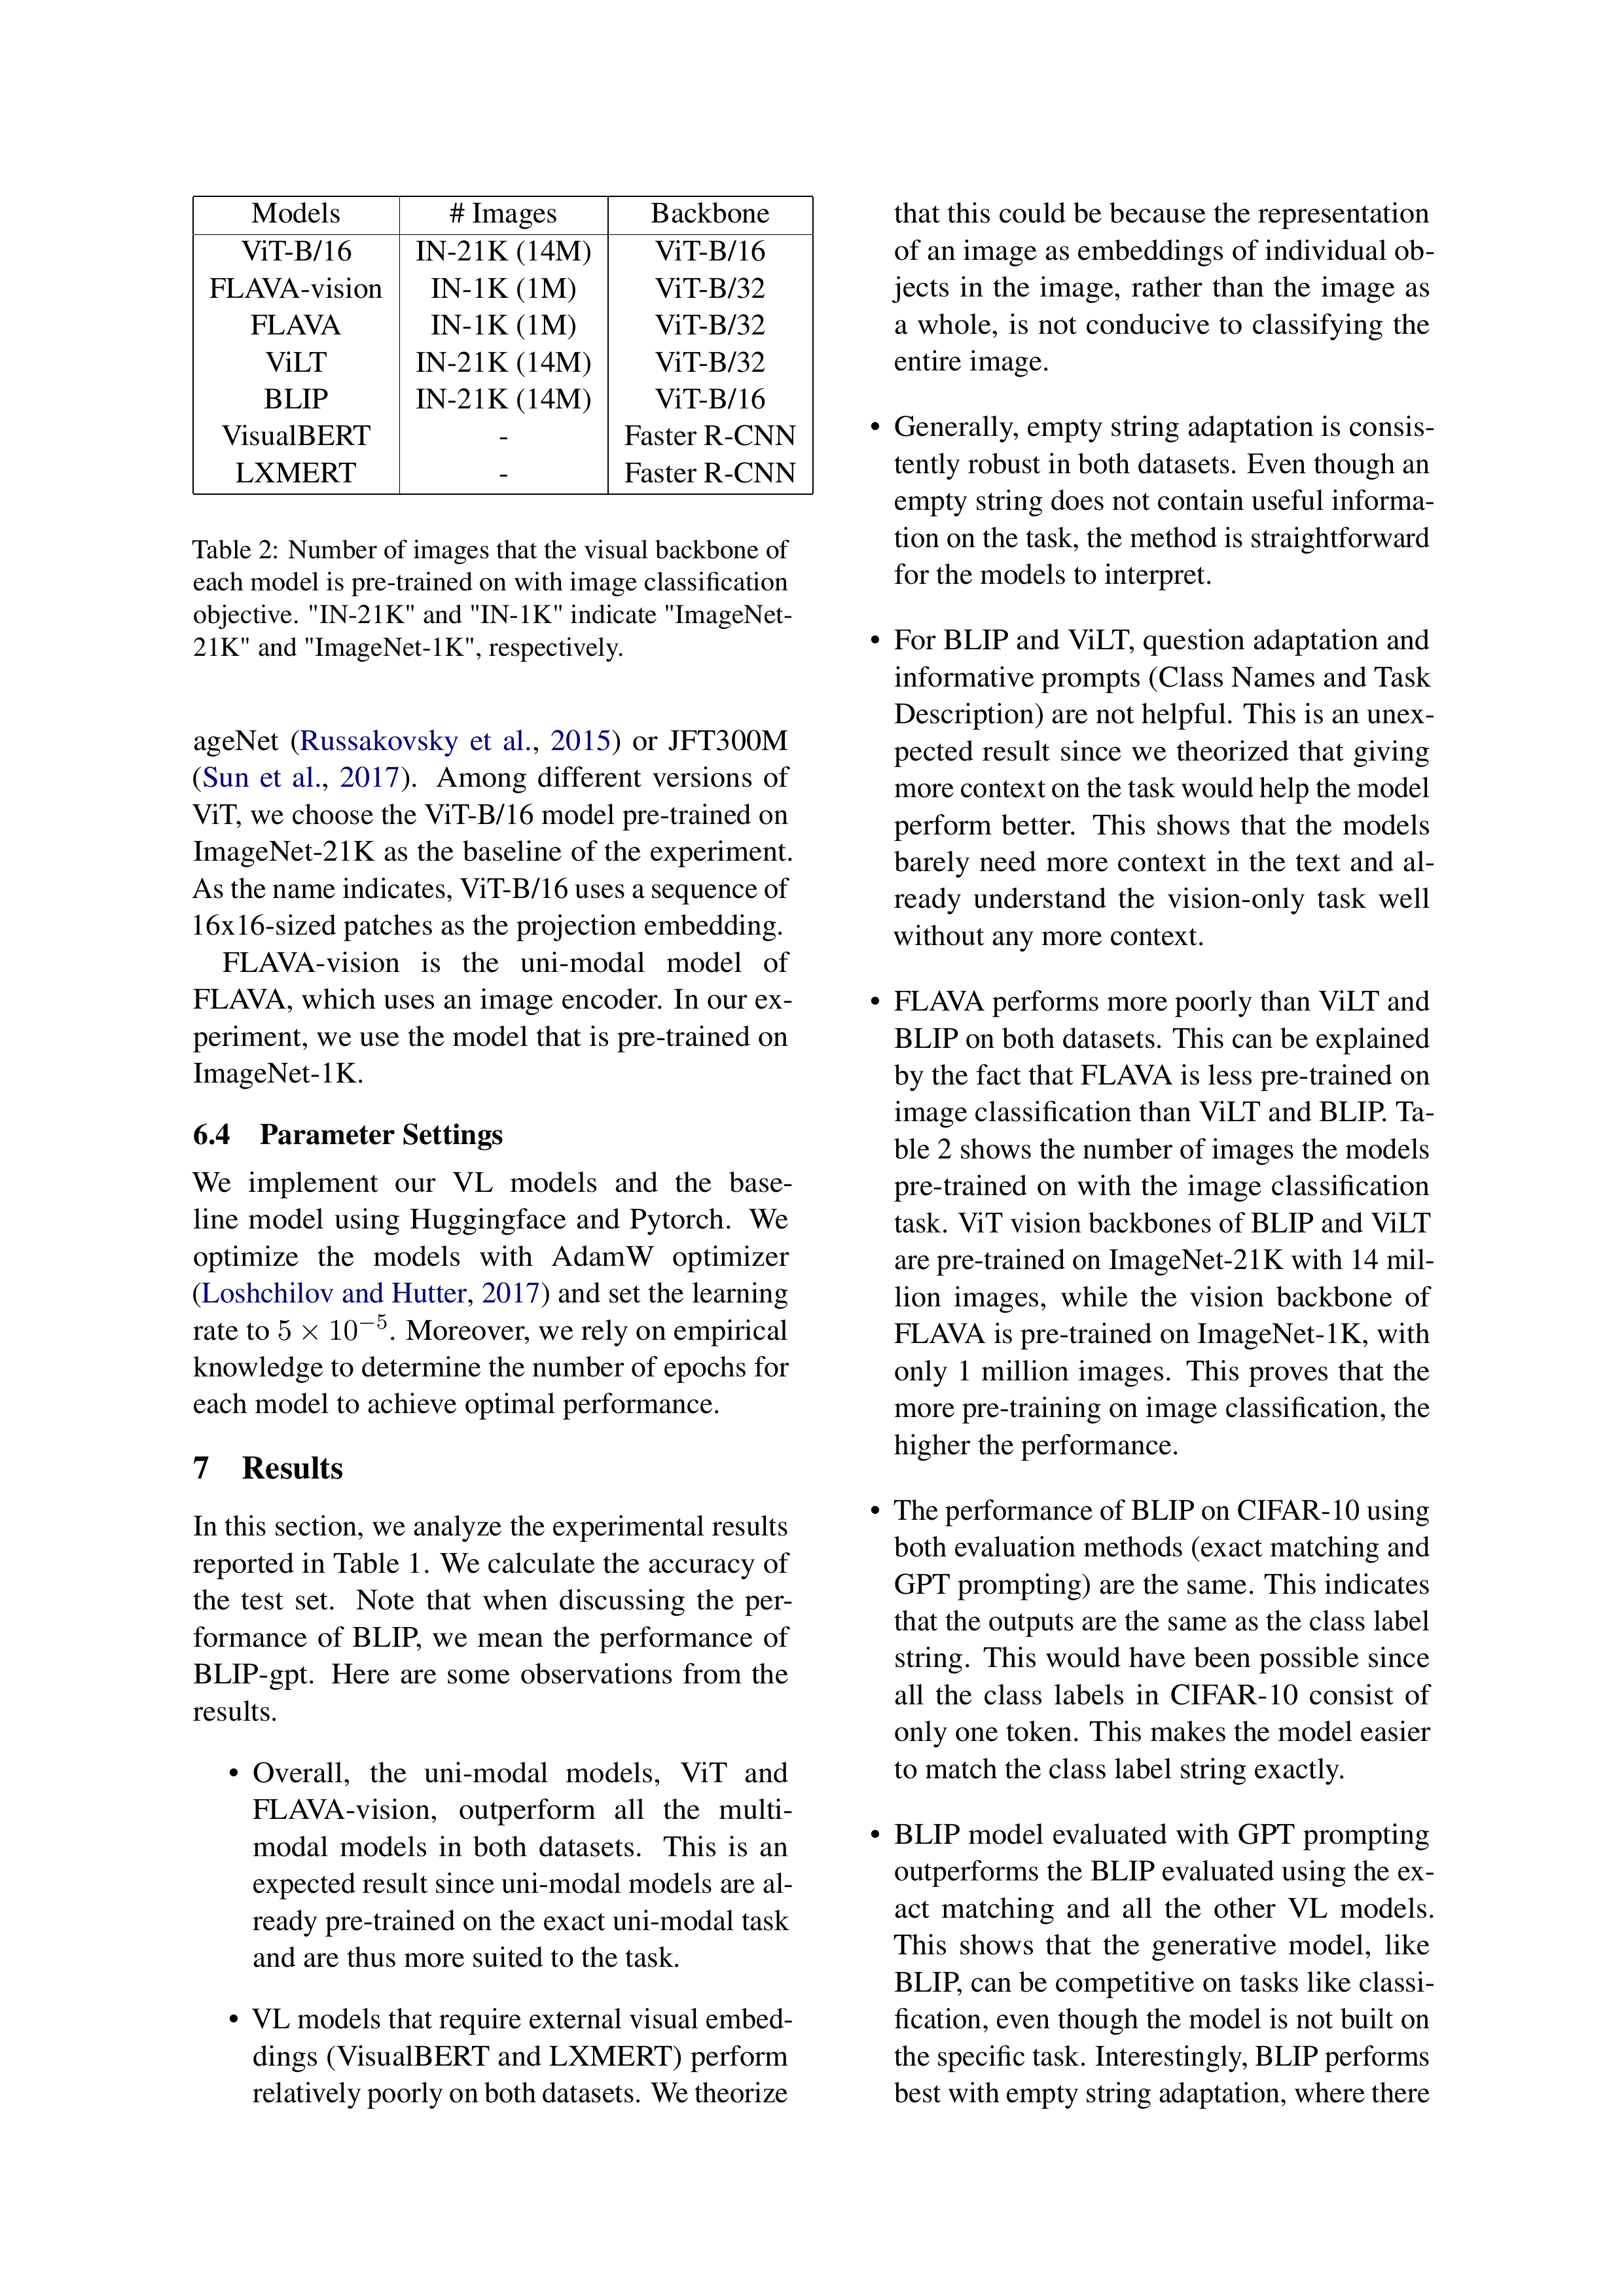 Models # Images Backbone
ViT-B/16 IN-21K (14M) ViT-B/16
FLAVA-vision IN-1K (1M) ViT-B/32
FLAVA IN-1K (1M) ViT-B/32
ViLT IN-21K (14M) ViT-B/32
BLIP IN-21K (14M) ViT-B/16
VisualBERT - Faster R-CNN
LXMERT - Faster R-CNN
Table 2: Number of images that the visual backbone of
each model is pre-trained on with image classification
objective. "IN-21K" and "IN-1K" indicate "ImageNet-
21K" and "ImageNet-1K", respectively.
ageNet (Russakovsky et al., 2015) or JFT300M
(Sun et al., 2017). Among different versions of
ViT, we choose the ViT-B/16 model pre-trained on
ImageNet-21K as the baseline of the experiment.
As the name indicates, ViT-B/16 uses a sequence of
16x16-sized patches as the projection embedding.
FLAVA-vision is the uni-modal model of
FLAVA, which uses an image encoder. In our ex-
periment, we use the model that is pre-trained on
ImageNet-1K.
6.4 Parameter Settings
We implement our VL models and the base-
line model using Huggingface and Pytorch. We
optimize the models with AdamW optimizer
(Loshchilov and Hutter, 2017) and set the learning
rate to 5 × 10⁻⁵. Moreover, we rely on empirical
knowledge to determine the number of epochs for
each model to achieve optimal performance.
7 Results
In this section, we analyze the experimental results
reported in Table 1. We calculate the accuracy of
the test set. Note that when discussing the per-
formance of BLIP, we mean the performance of
BLIP-gpt. Here are some observations from the
results.
• Overall, the uni-modal models, ViT and
FLAVA-vision, outperform all the multi-
modal models in both datasets. This is an
expected result since uni-modal models are al-
ready pre-trained on the exact uni-modal task
and are thus more suited to the task.
• VL models that require external visual embed-
dings (VisualBERT and LXMERT) perform
relatively poorly on both datasets. We theorize
that this could be because the representation
of an image as embeddings of individual ob-
jects in the image, rather than the image as
a whole, is not conducive to classifying the
entire image.
• Generally, empty string adaptation is consis-
tently robust in both datasets. Even though an
empty string does not contain useful informa-
tion on the task, the method is straightforward
for the models to interpret.
• For BLIP and ViLT, question adaptation and
informative prompts (Class Names and Task
Description) are not helpful. This is an unex-
pected result since we theorized that giving
more context on the task would help the model
perform better. This shows that the models
barely need more context in the text and al-
ready understand the vision-only task well
without any more context.
• FLAVA performs more poorly than ViLT and
BLIP on both datasets. This can be explained
by the fact that FLAVA is less pre-trained on
image classification than ViLT and BLIP. Ta-
ble 2 shows the number of images the models
pre-trained on with the image classification
task. ViT vision backbones of BLIP and ViLT
are pre-trained on ImageNet-21K with 14 mil-
lion images, while the vision backbone of
FLAVA is pre-trained on ImageNet-1K, with
only 1 million images. This proves that the
more pre-training on image classification, the
higher the performance.
• The performance of BLIP on CIFAR-10 using
both evaluation methods (exact matching and
GPT prompting) are the same. This indicates
that the outputs are the same as the class label
string. This would have been possible since
all the class labels in CIFAR-10 consist of
only one token. This makes the model easier
to match the class label string exactly.
• BLIP model evaluated with GPT prompting
outperforms the BLIP evaluated using the ex-
act matching and all the other VL models.
This shows that the generative model, like
BLIP, can be competitive on tasks like classi-
fication, even though the model is not built on
the specific task. Interestingly, BLIP performs
best with empty string adaptation, where there